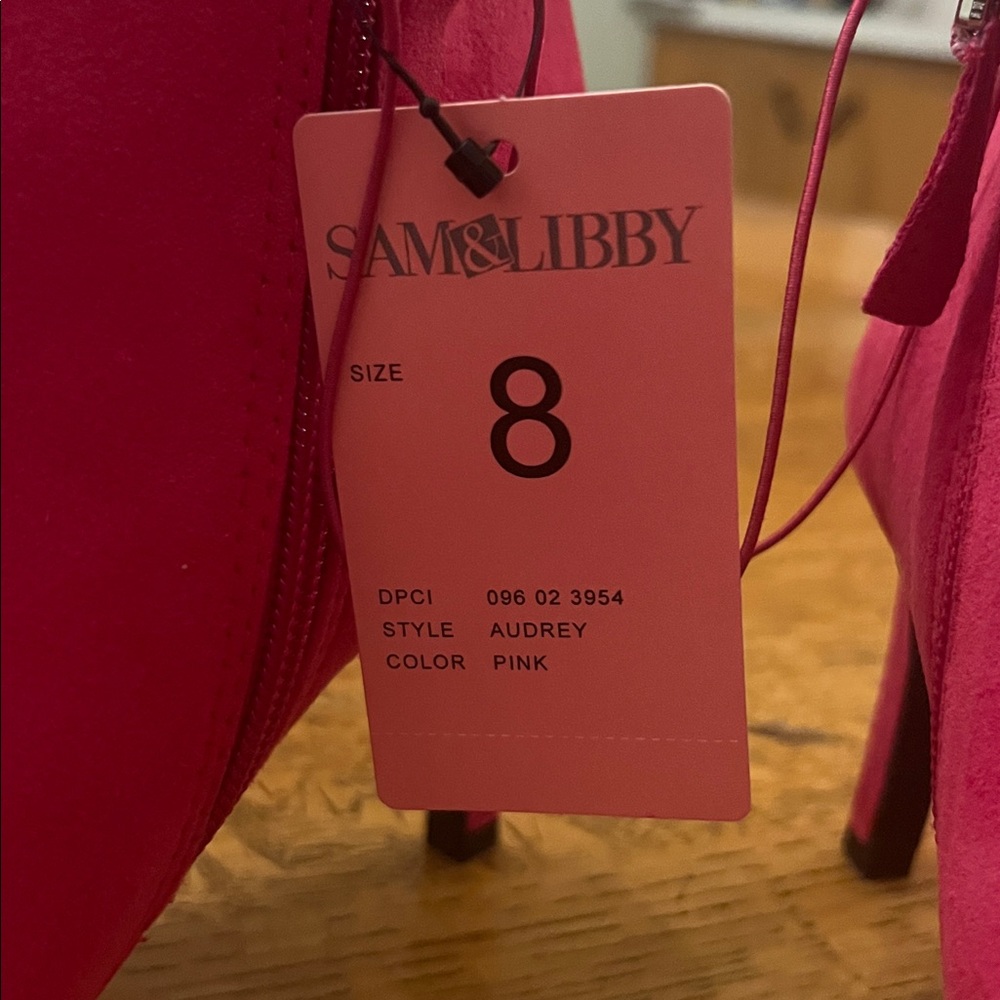 SAM&LIBBY
SIZE 8
DPCI 096 02 3954
STYLE AUDREY
COLOR PINK